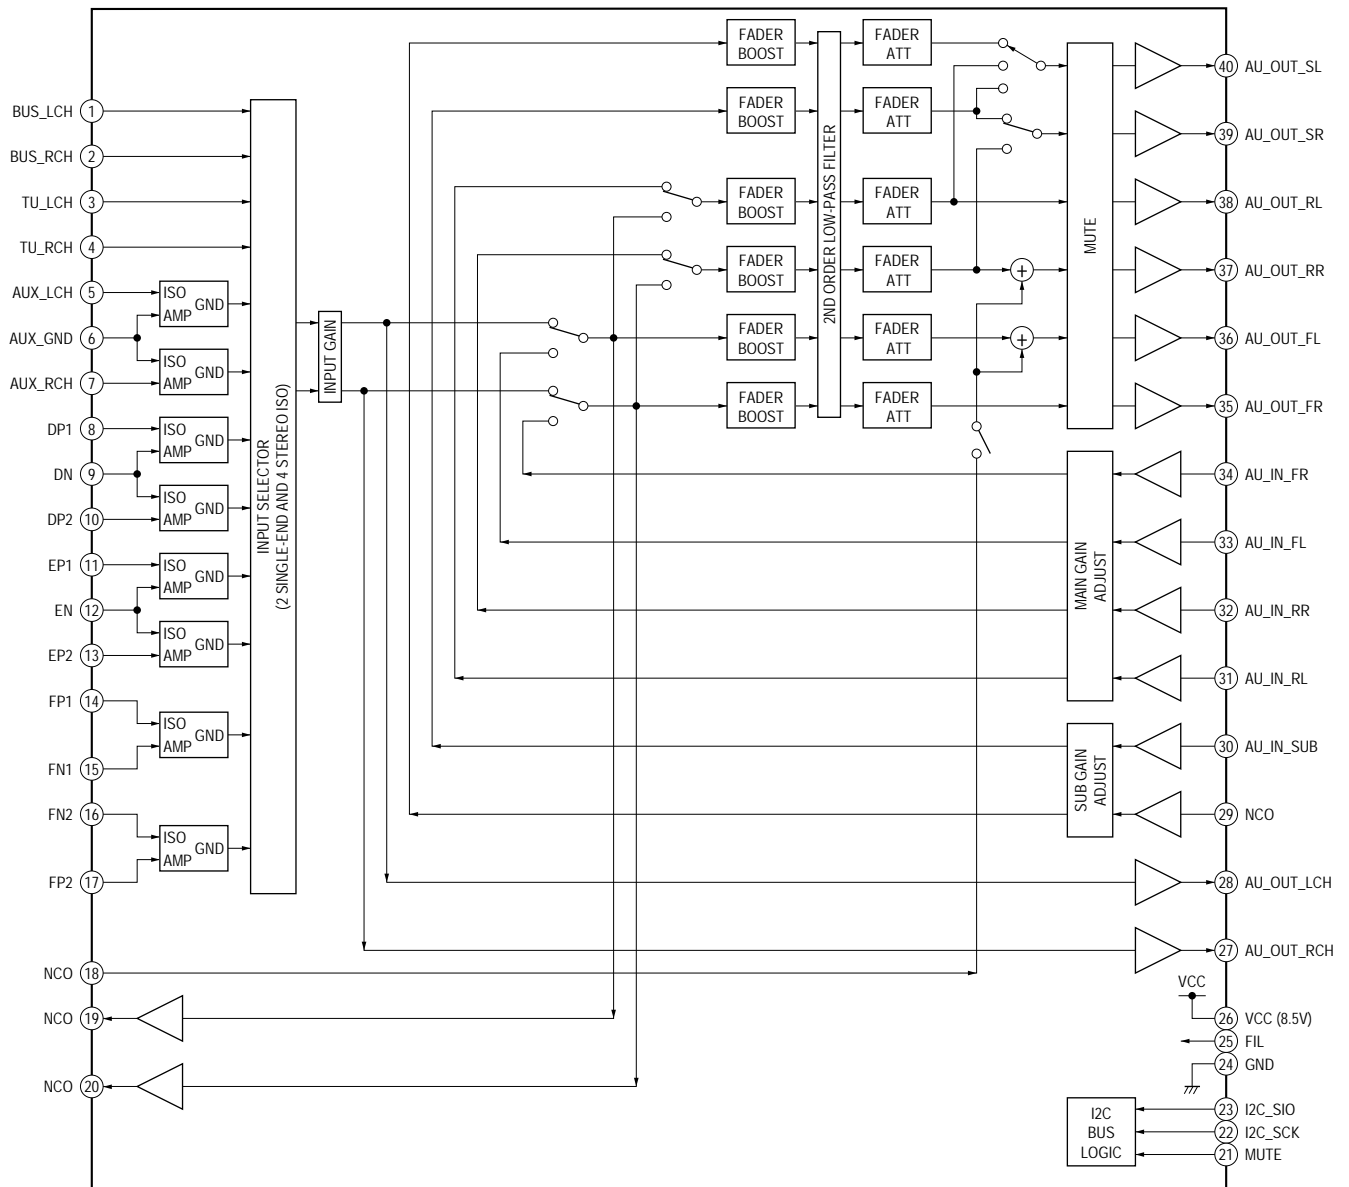 BUS_LCH 1
BUS_RCH 2
TU_LCH 3
TU_RCH 4
AUX_LCH 5
AUX_GND 6
AUX_RCH 7
DP1 8
DN 9
DP2 10
EP1 11
EN 12
EP2 13
FP1 14
FN1 15
FN2 16
FP2 17
NCO 18
NCO 19
NCO 20
ISO
AMP GND
ISO
AMP GND
ISO
AMP GND
ISO
AMP GND
ISO
AMP GND
ISO
AMP GND
ISO
AMP GND
ISO
AMP GND
INPUT SELECTOR
(2 SINGLE-END AND 4 STEREO ISO)
INPUT GAIN
FADER
BOOST
FADER
BOOST
FADER
BOOST
FADER
BOOST
FADER
BOOST
FADER
BOOST
2ND ORDER LOW-PASS FILTER
FADER
ATT
FADER
ATT
FADER
ATT
FADER
ATT
FADER
ATT
FADER
ATT
+
+
MUTE
MAIN GAIN
ADJUST
SUB GAIN
ADJUST
40 AU_OUT_SL
39 AU_OUT_SR
38 AU_OUT_RL
37 AU_OUT_RR
36 AU_OUT_FL
35 AU_OUT_FR
34 AU_IN_FR
33 AU_IN_FL
32 AU_IN_RR
31 AU_IN_RL
30 AU_IN_SUB
29 NCO
28 AU_OUT_LCH
27 AU_OUT_RCH
VCC
26 VCC (8.5V)
25 FIL
24 GND
I2C
BUS
LOGIC
23 I2C_SIO
22 I2C_SCK
21 MUTE